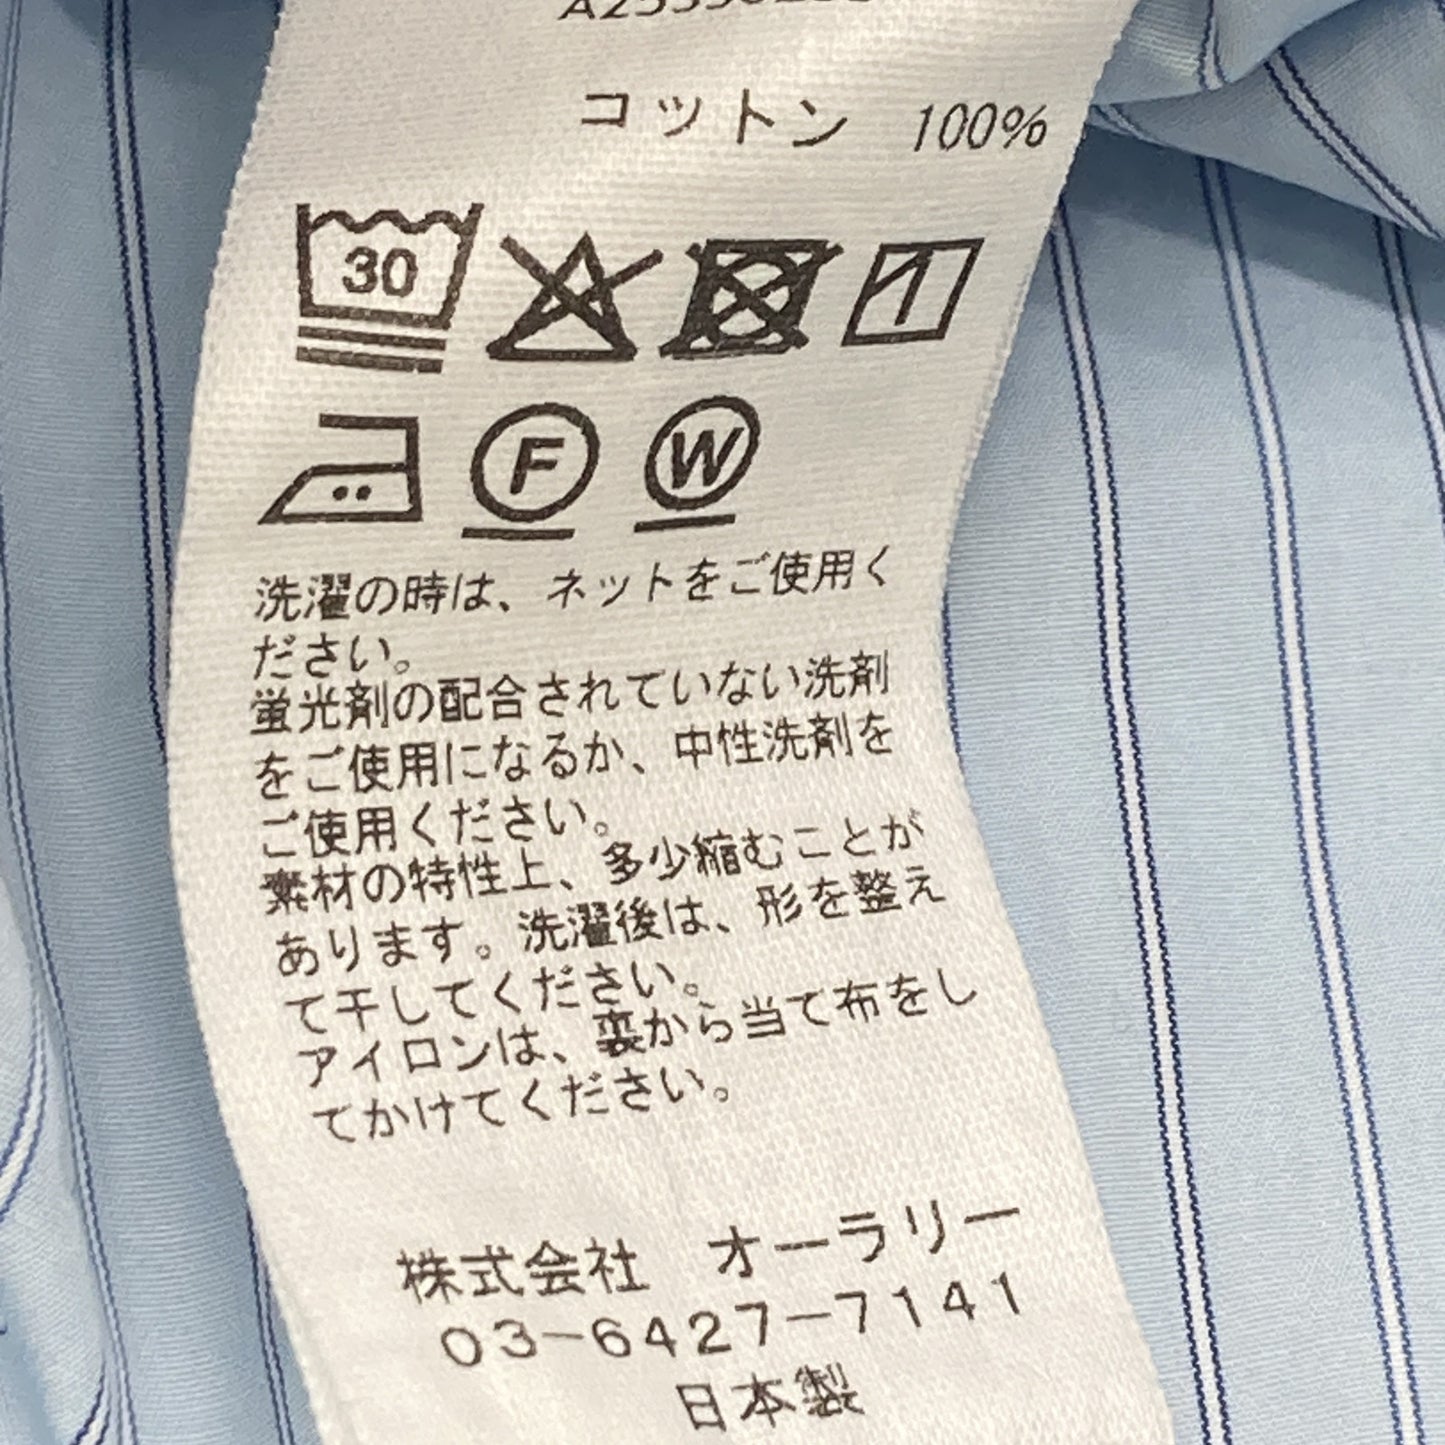 コットン 100%
30
F W
洗濯の時は、ネットをご使用く
ださい。
蛍光剤の配合されていない洗剤
をご使用になるか、中性洗剤を
ご使用ください。
素材の特性上、多少縮むことが
あります。洗濯後は、形を整え
て干してください。
アイロンは、裏から当て布をし
てかけてください。
株式会社 オーラリー
03-6427-7141
日本製